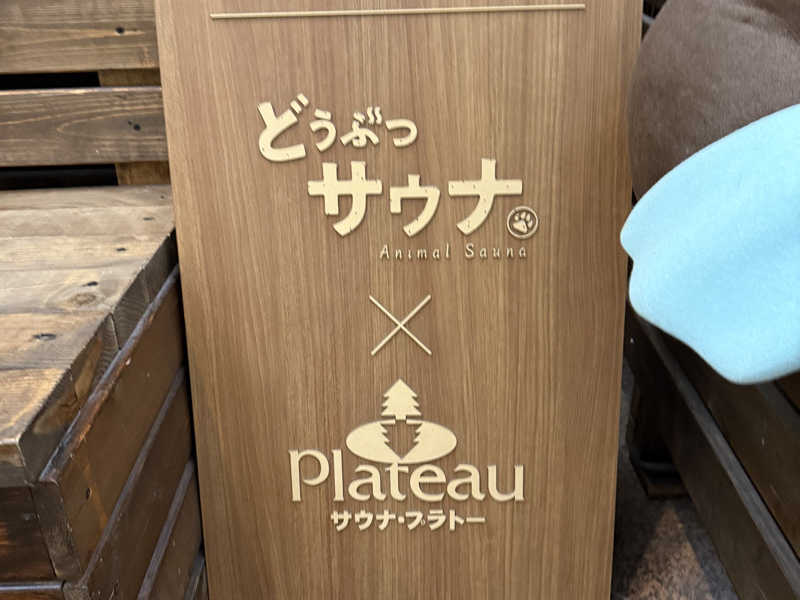 どうぶつ
サウナ。
Animal Sauna
×
Plateau
サウナ・プラトー